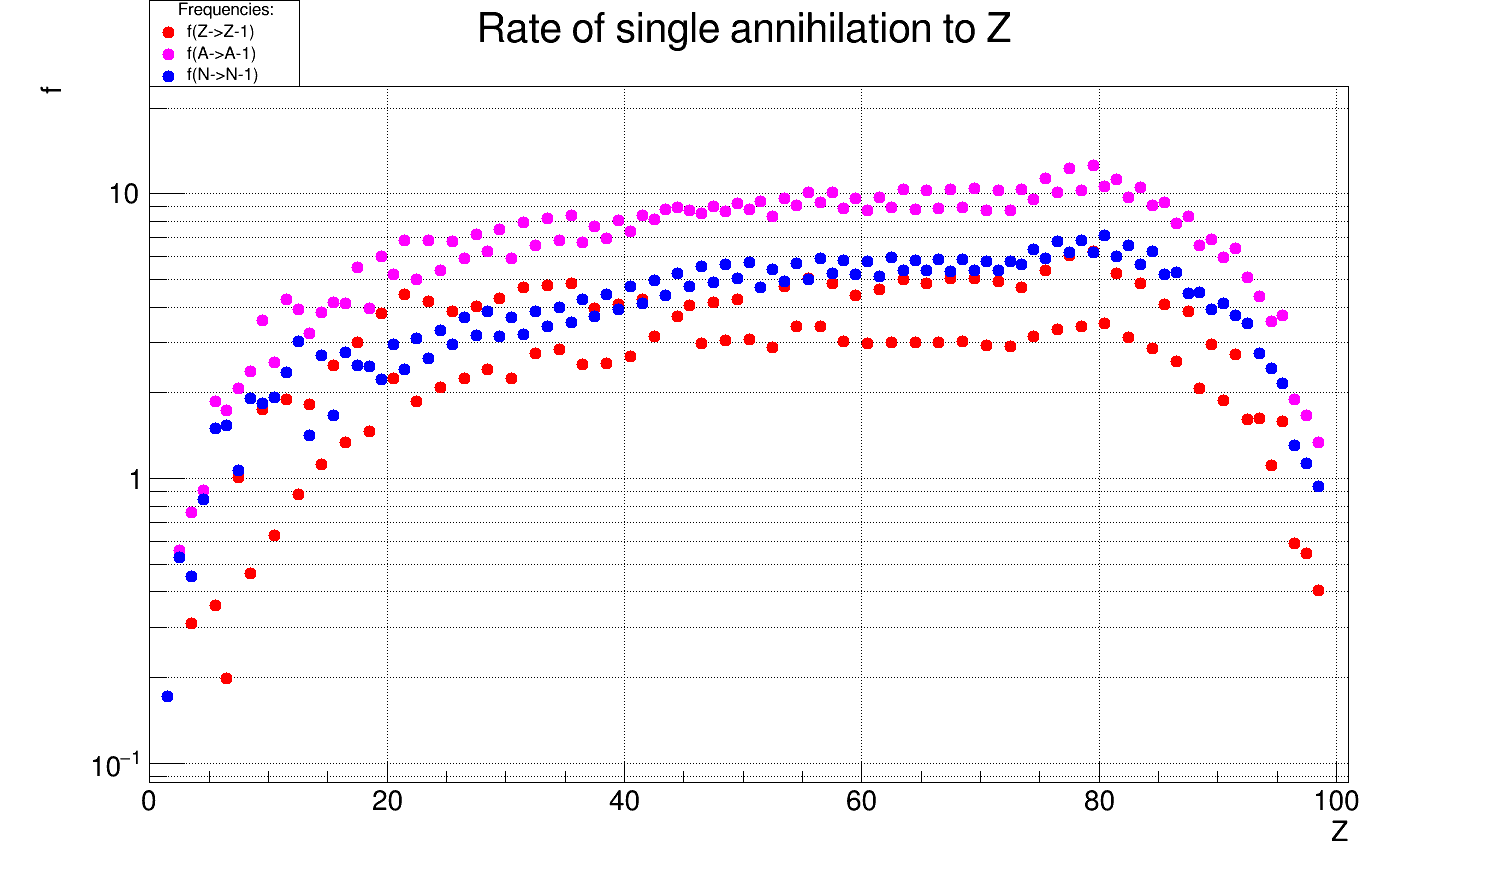 Frequencies:
f(Z->Z-1)
f(A->A-1)
f(N->N-1)
Rate of single annihilation to Z
f
10
1
10⁻¹
0 20 40 60 80 100
Z